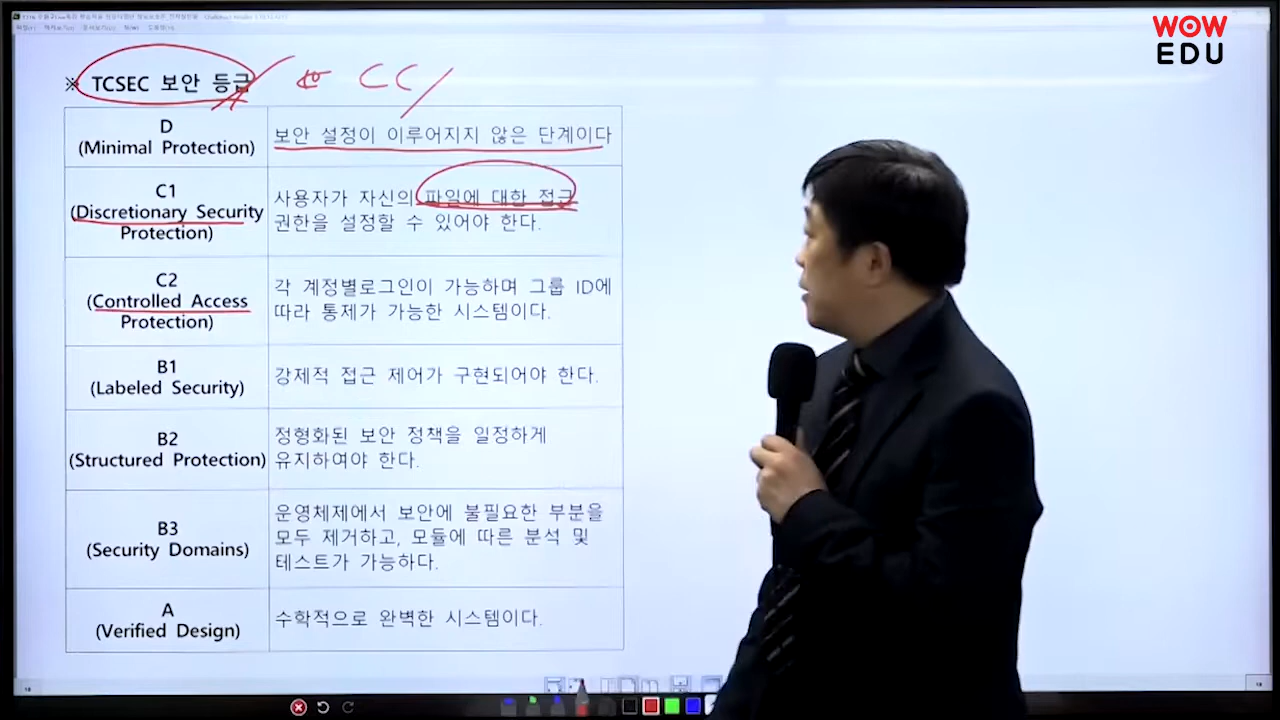 WOW
EDU
※ TCSEC 보안 등급
CC
D
(Minimal Protection)
보안 설정이 이루어지지 않은 단계이다
C1
(Discretionary Security
Protection)
사용자가 자신의 파일에 대한 접근
권한을 설정할 수 있어야 한다.
C2
(Controlled Access
Protection)
각 계정별로그인이 가능하며 그룹 ID에
따라 통제가 가능한 시스템이다.
B1
(Labeled Security)
강제적 접근 제어가 구현되어야 한다.
B2
(Structured Protection)
정형화된 보안 정책을 일정하게
유지하여야 한다.
B3
(Security Domains)
운영체제에서 보안에 불필요한 부분을
모두 제거하고, 모듈에 따른 분석 및
테스트가 가능하다.
A
(Verified Design)
수학적으로 완벽한 시스템이다.